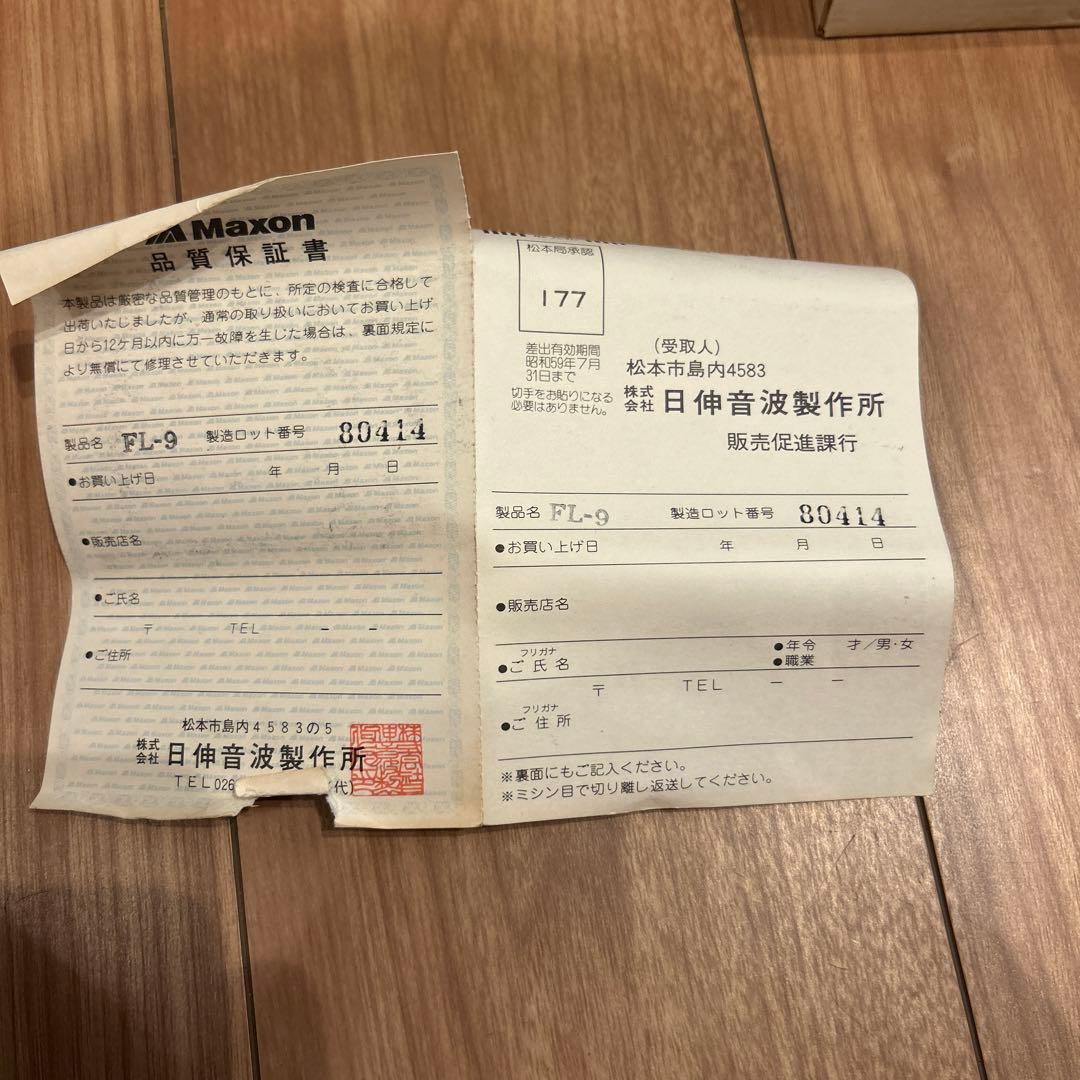 Maxon
品質保証書
本製品は厳密な品質管理のもとに、所定の検査に合格して
出荷いたしましたが、通常の取り扱いにおいてお買い上げ
日から12ケ月以内に万一故障を生じた場合は、裏面規定に
より無償にて修理させていただきます。
製品名 FL-9 製造ロット番号 80414
●お買い上げ日 年 月 日
●販売店名
●ご氏名
〒 TEL － －
●ご住所
松本市島内4583の5
株式会社 日伸音波製作所
TEL026 代)
松本局承認
177
差出有効期間
昭和59年7月
31日まで
切手をお貼りになる
必要はありません。
(受取人)
松本市島内4583
株式会社 日伸音波製作所
販売促進課行
製品名 FL-9 製造ロット番号 80414
●お買い上げ日 年 月 日
●販売店名
フリガナ
●ご氏名
●年令 才／男・女
●職業
〒 TEL － －
フリガナ
●ご住所
※裏面にもご記入ください。
※ミシン目で切り離し返送してください。